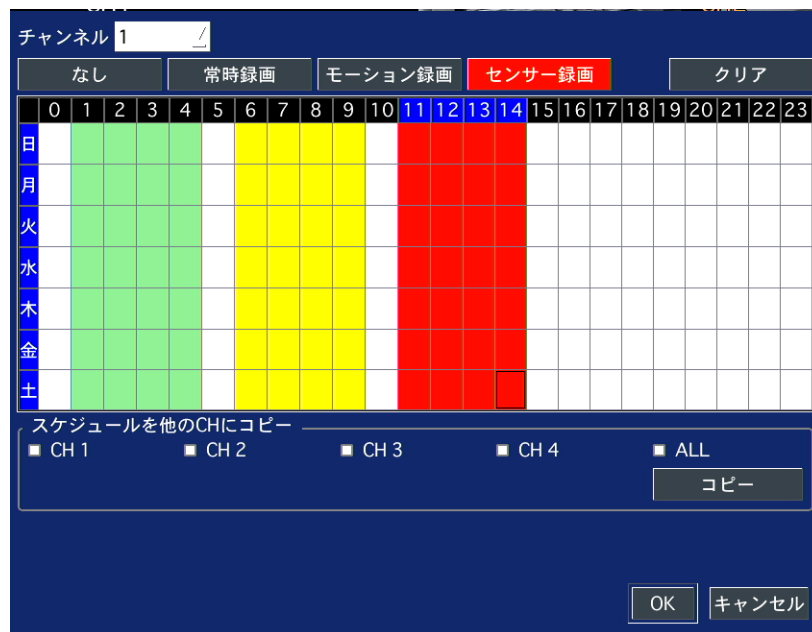 チャンネル 1
なし 常時録画 モーション録画 センサー録画 クリア
0 1 2 3 4 5 6 7 8 9 10 11 12 13 14 15 16 17 18 19 20 21 22 23
日
月
火
水
木
金
土
スケジュールを他のCHにコピー
CH 1 CH 2 CH 3 CH 4 ALL
コピー
OK キャンセル